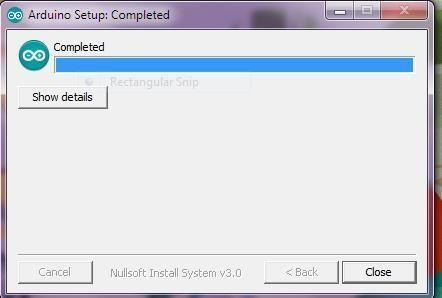 Arduino Setup: Completed
Completed
Rectangular Snip
Show details
Cancel
Nullsoft Install System v3.0
< Back
Close